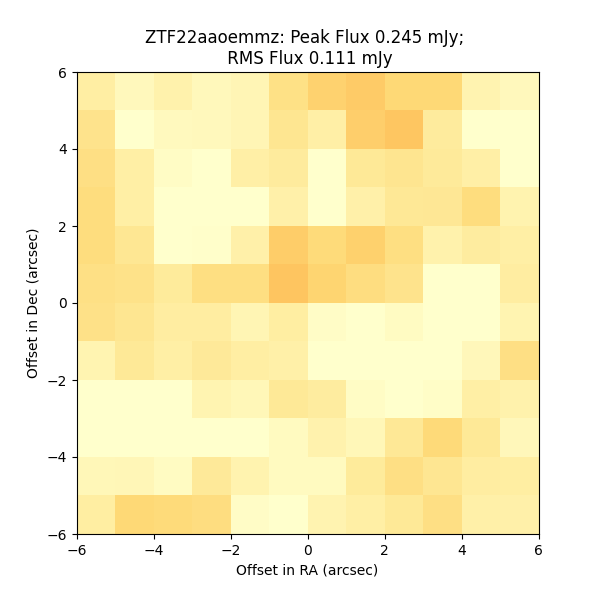 ZTF22aaoemmz: Peak Flux 0.245 mJy;
RMS Flux 0.111 mJy
6
4
2
0
−2
−4
−6
Offset in Dec (arcsec)
−6 −4 −2 0 2 4 6
Offset in RA (arcsec)